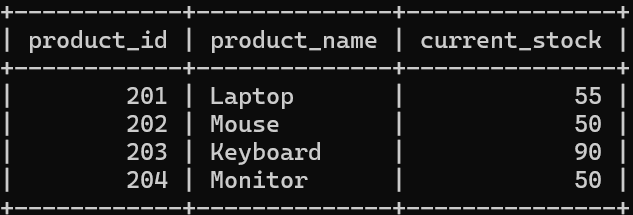 +------------+--------------+---------------+
| product_id | product_name | current_stock |
+------------+--------------+---------------+
|        201 | Laptop       |            55 |
|        202 | Mouse        |            50 |
|        203 | Keyboard     |            90 |
|        204 | Monitor      |            50 |
+------------+--------------+---------------+